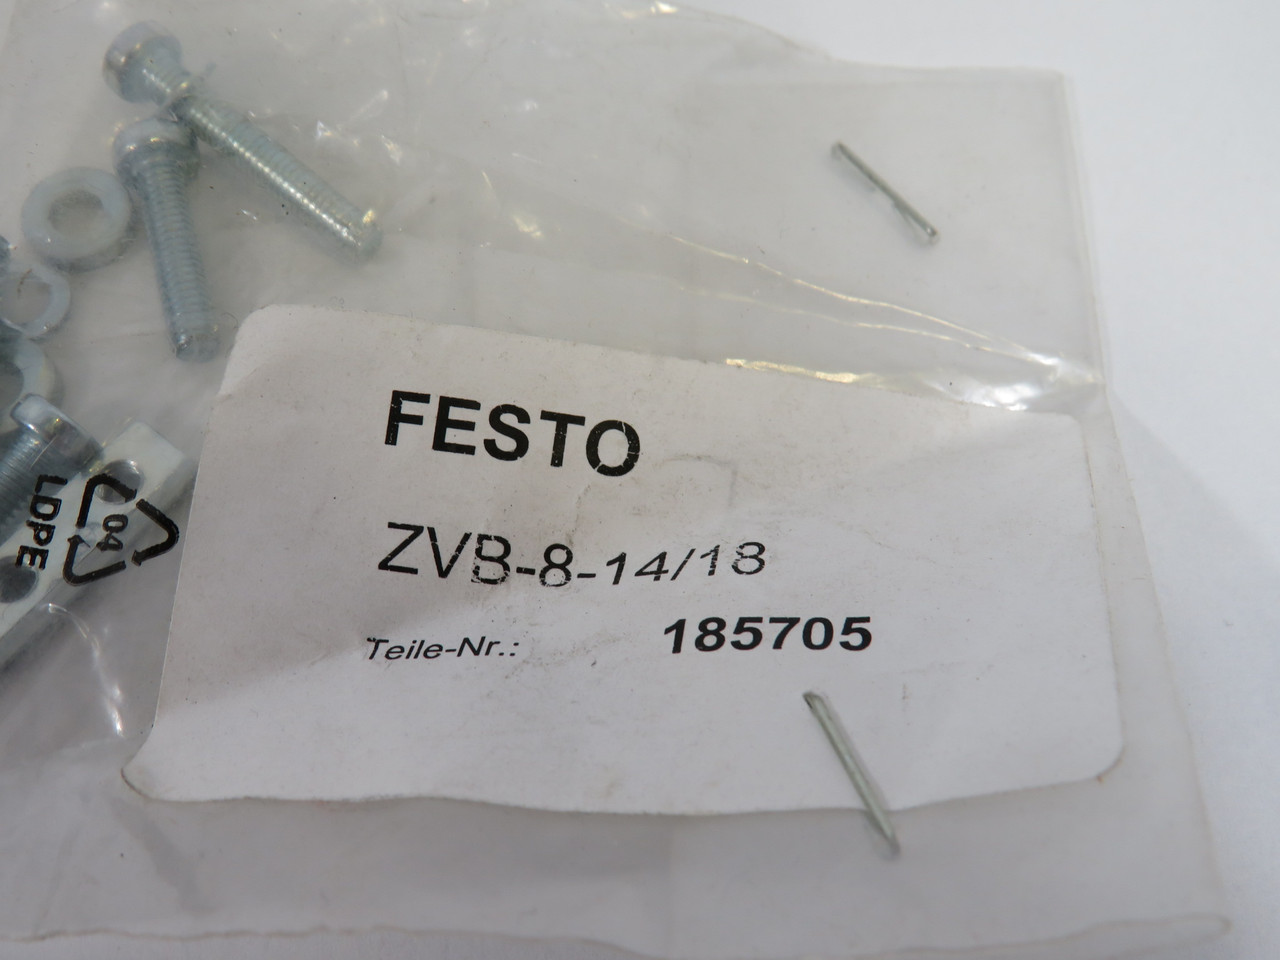 FESTO
ZVB-8-14/18
Teile-Nr.: 185705
04
LDPE